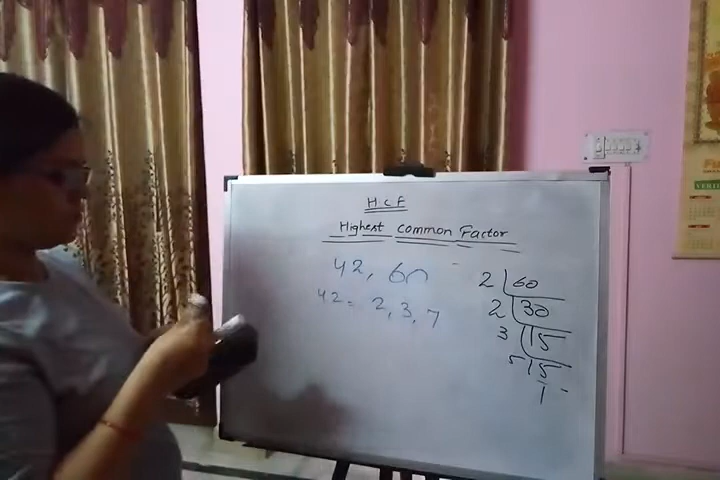 HCF
Highest Common Factor
42, 60
42 = 2, 3, 7
2 | 60
2 | 30
3 | 15
5 | 5
1